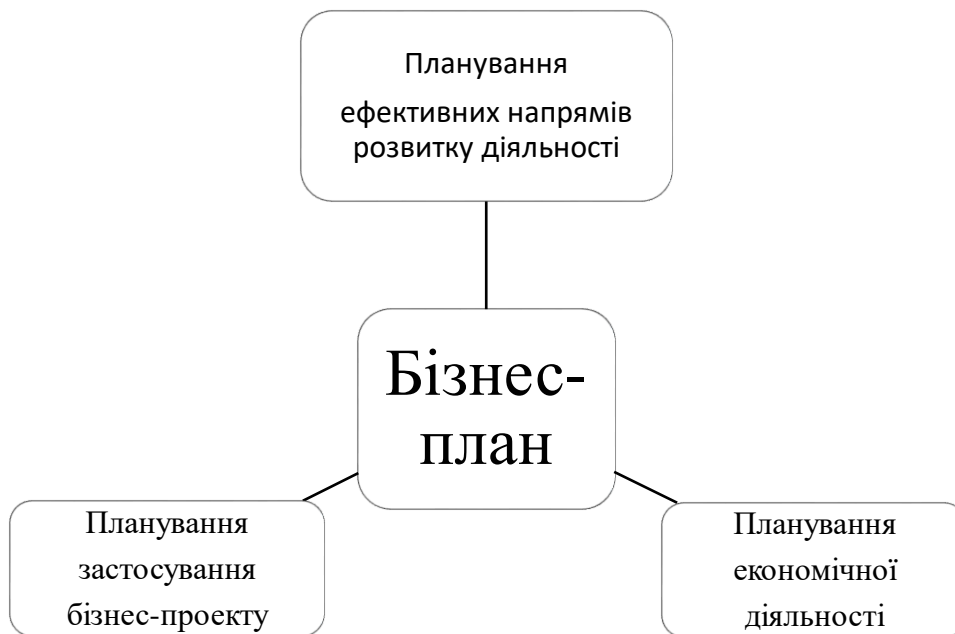 Планування
ефективних напрямів
розвитку діяльності
Бізнес-
план
Планування
застосування
бізнес-проекту
Планування
економічної
діяльності